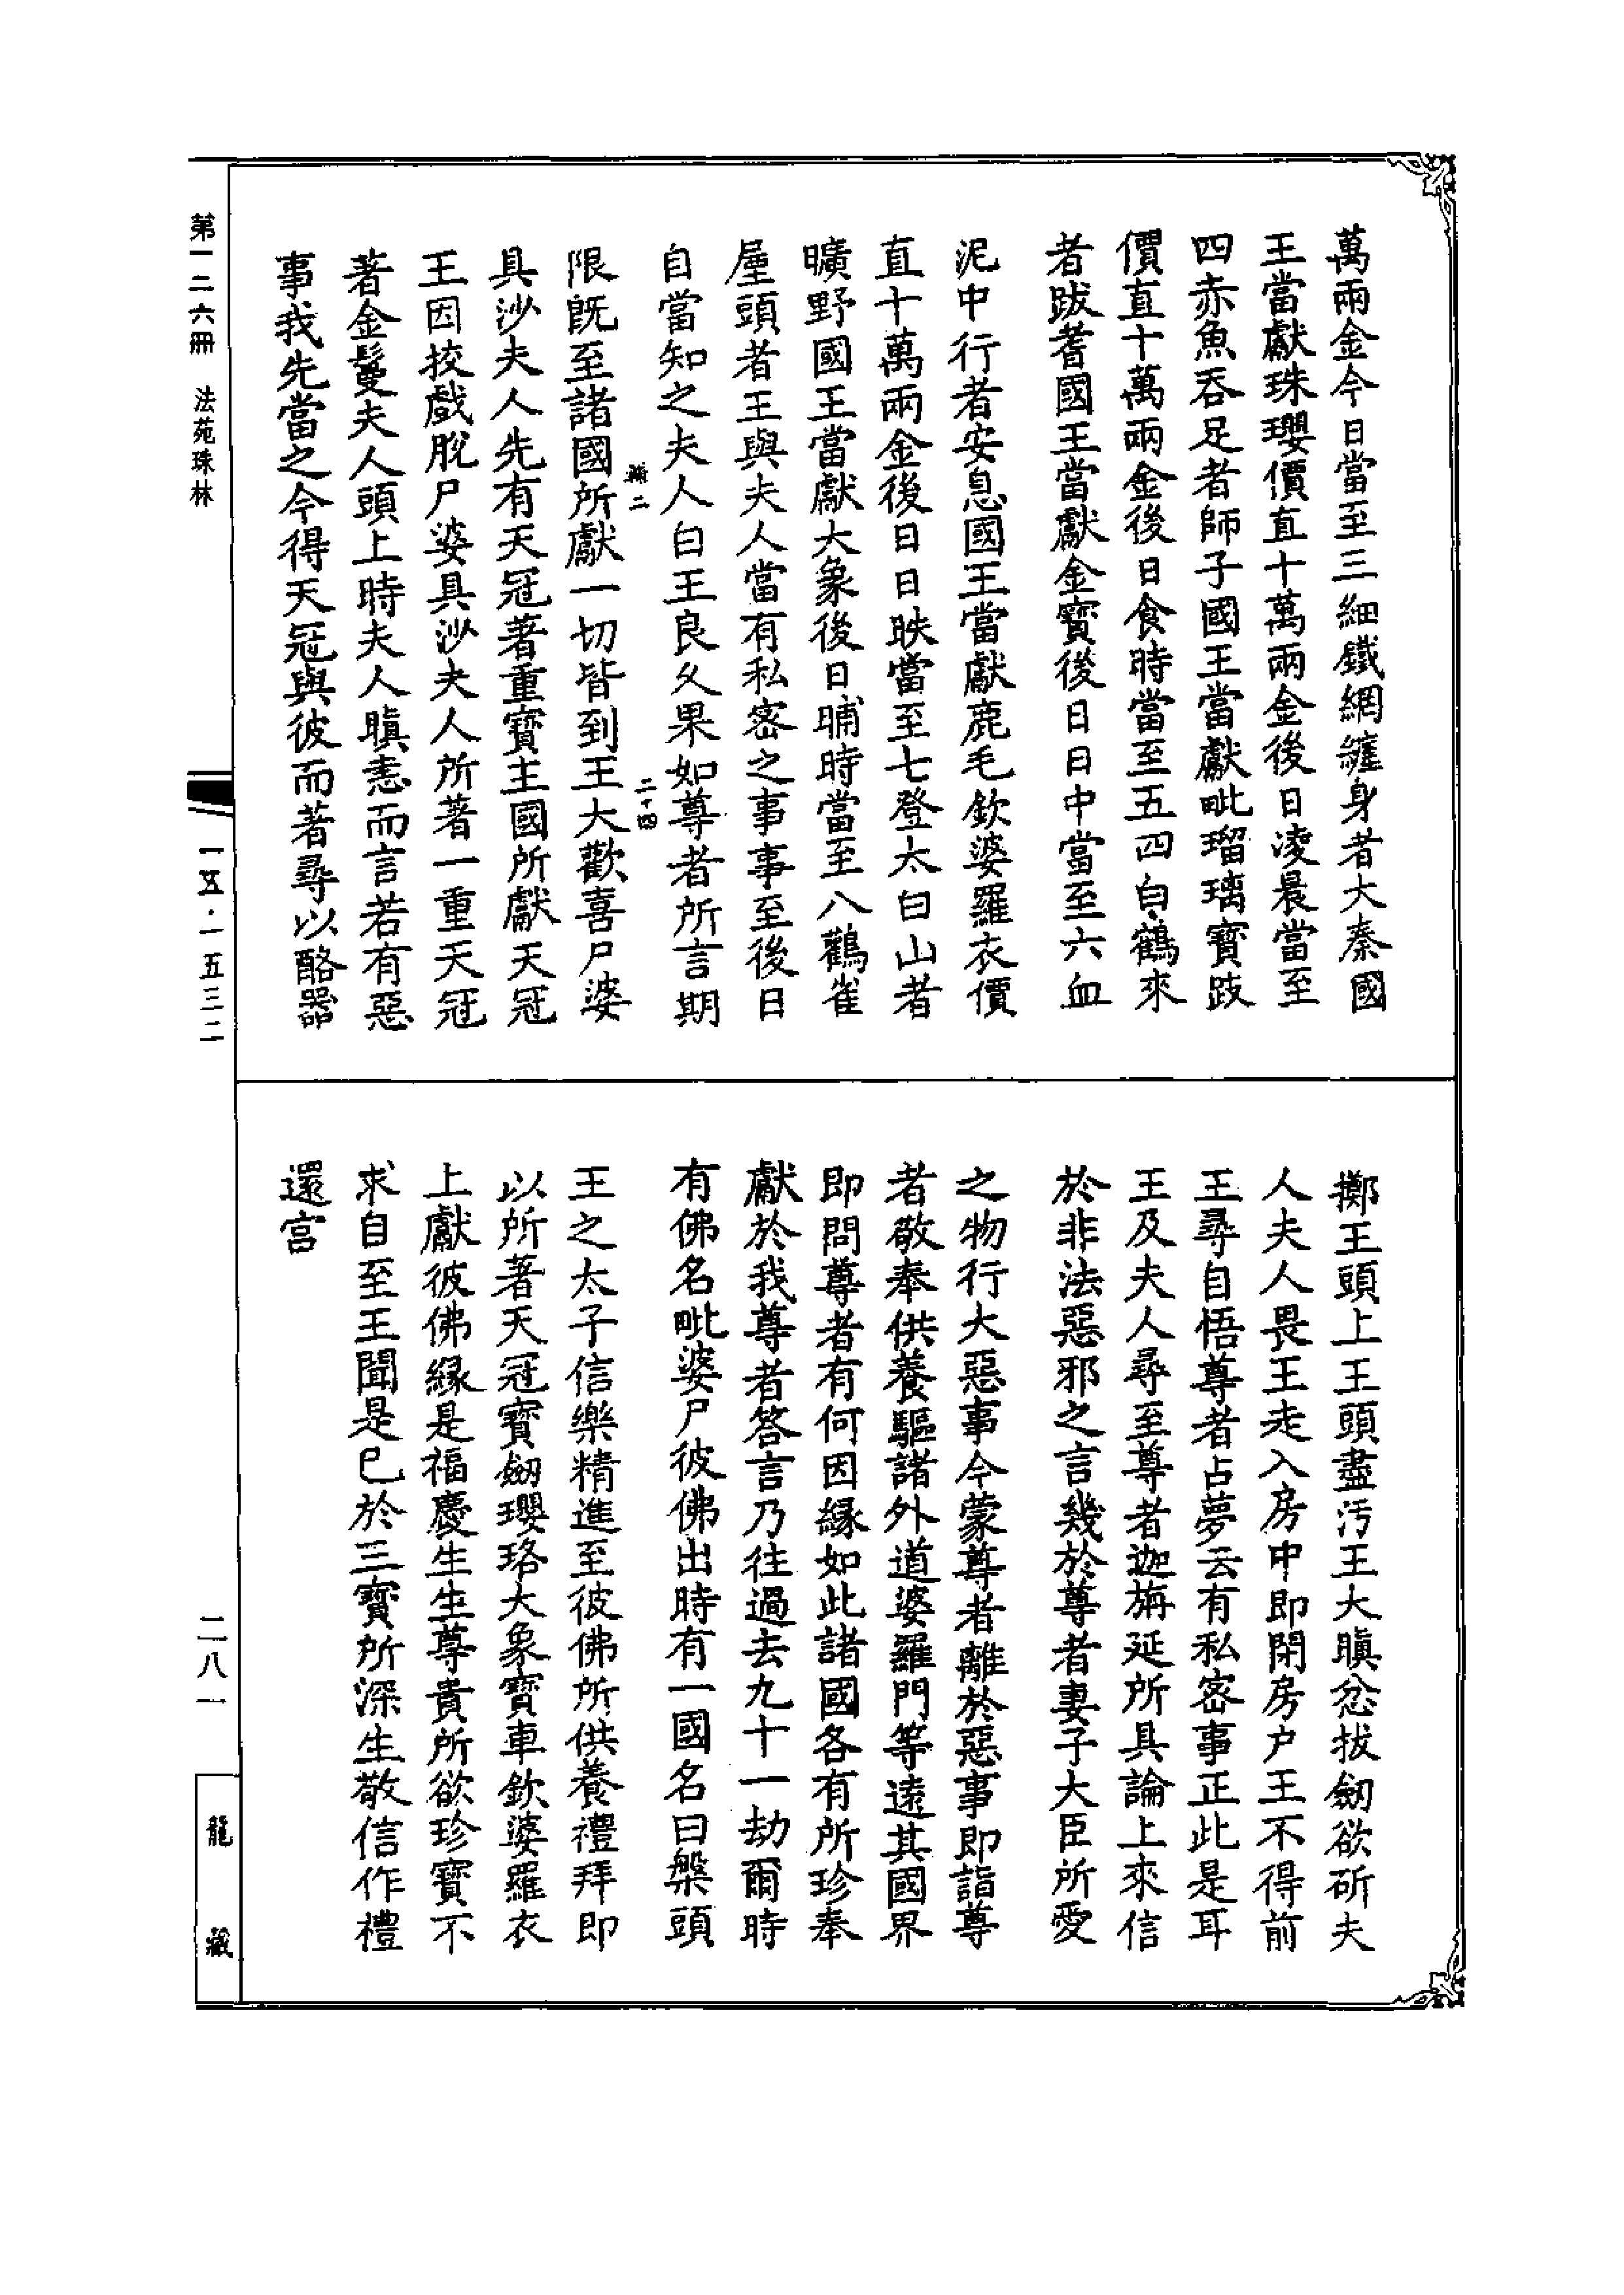 萬兩金今日當至三細鐵網纏身者大秦國
王當獻珠瓔價直十萬兩金後日凌晨當至
四赤魚吞足者師子國王當獻毗瑠璃寶跂
價直十萬兩金後日食時當至五四白鶴來
者跋耆國王當獻金寶後日日中當至六血
泥中行者安息國王當獻鹿毛欽婆羅衣價
直十萬兩金後日日昳當至七登太白山者
曠野國王當獻大象後日晡時當至八鸛雀
㕓頭者王與夫人當有私密之事事至後日
自當知之夫人白王良久果如尊者所言期
二十四
限既至諸國所獻一切皆到王大歡喜尸婆
具沙夫人先有天冠著重寶主國所獻天冠
王因挍戲脫尸婆具沙夫人所著一重天冠
著金鬘夫人頭上時夫人瞋恚而言若有惡
事我先當之今得天冠與彼而著尋以酪器
擲王頭上王頭盡污王大瞋忿拔劒欲斫夫
人夫人畏王走入房中即閉房户王不得前
王尋自悟尊者占夢云有私密事正此是耳
王及夫人尋至尊者迦旃延所具論上來信
於非法惡邪之言幾於尊者妻子大臣所愛
之物行大惡事今蒙尊者離於惡事即詣尊
者敬奉供養驅諸外道婆羅門等遠其國界
即問尊者有何因緣如此諸國各有所珍奉
獻於我尊者答言乃往過去九十一劫爾時
有佛名毗婆尸彼佛出時有一國名曰槃頭
王之太子信樂精進至彼佛所供養禮拜即
以所著天冠寶劒瓔珞大象寶車欽婆羅衣
上獻彼佛緣是福慶生生尊貴所欲珍寶不
求自至王聞是已於三寶所深生敬信作禮
還宫
第一二六冊 法苑珠林
一五·一五三二
二八一
龍藏